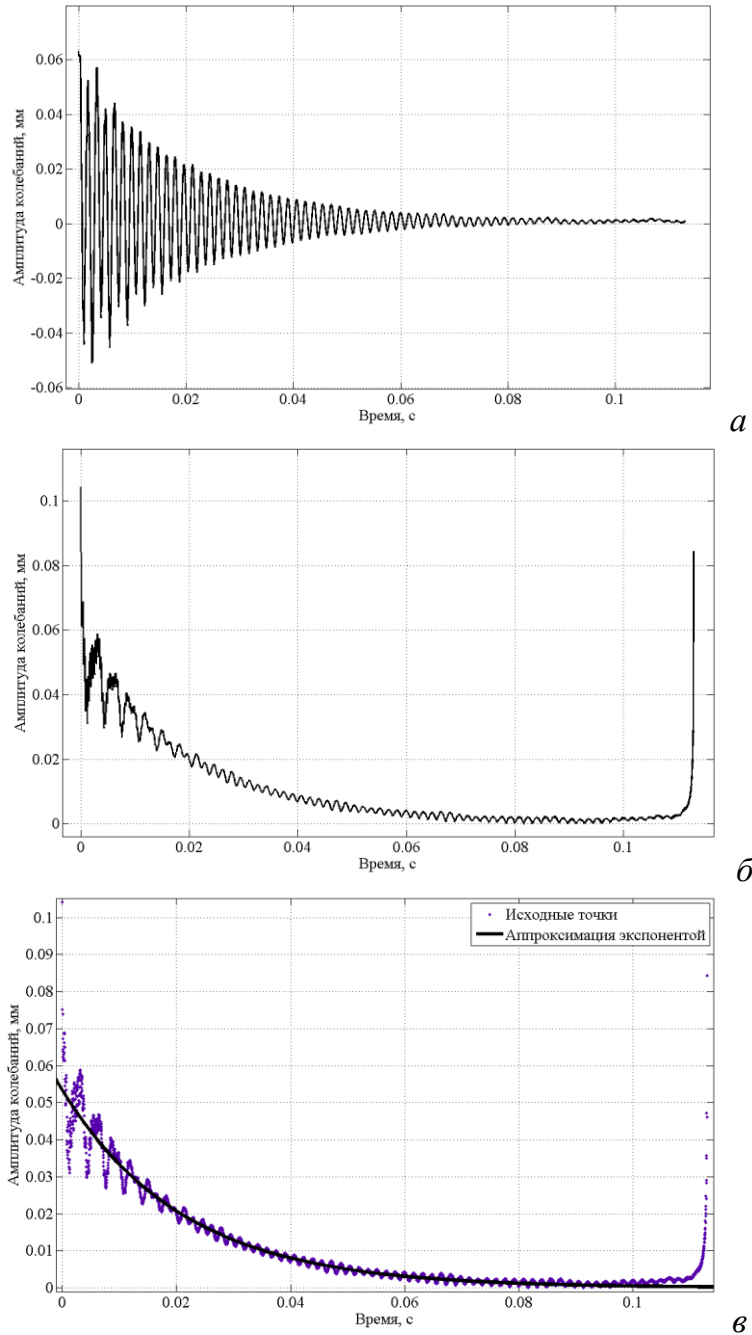 0.06
0.04
0.02
0
-0.02
-0.04
-0.06
Амплитуда колебаний, мм
0 0.02 0.04 0.06 0.08 0.1
Время, с
а
0.1
0.08
0.06
0.04
0.02
0
Амплитуда колебаний, мм
0 0.02 0.04 0.06 0.08 0.1
Время, с
б
0.1
0.09
0.08
0.07
0.06
0.05
0.04
0.03
0.02
0.01
0
Амплитуда колебаний, мм
Исходные точки
Аппроксимация экспонентой
0 0.02 0.04 0.06 0.08 0.1
Время, с
в